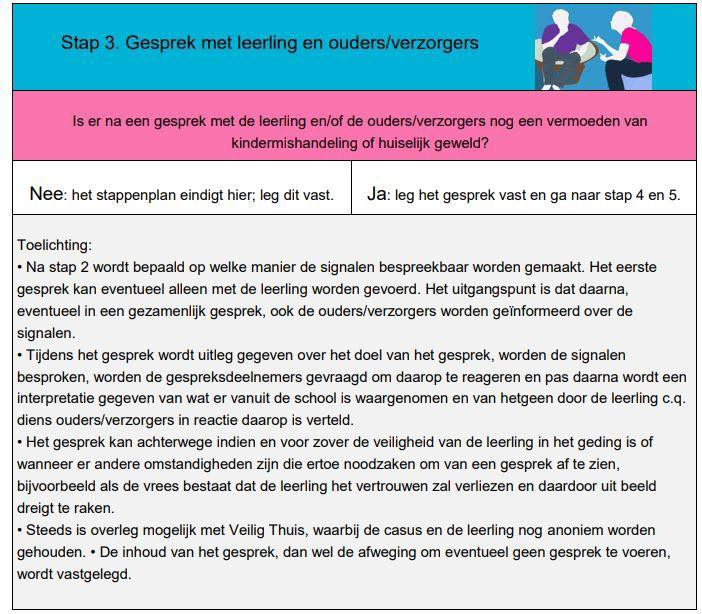 Stap 3. Gesprek met leerling en ouders/verzorgers
Is er na een gesprek met de leerling en/of de ouders/verzorgers nog een vermoeden van
kindermishandeling of huiselijk geweld?
Nee: het stappenplan eindigt hier; leg dit vast.
Ja: leg het gesprek vast en ga naar stap 4 en 5.
Toelichting:
• Na stap 2 wordt bepaald op welke manier de signalen bespreekbaar worden gemaakt. Het eerste
gesprek kan eventueel alleen met de leerling worden gevoerd. Het uitgangspunt is dat daarna,
eventueel in een gezamenlijk gesprek, ook de ouders/verzorgers worden geïnformeerd over de
signalen.
• Tijdens het gesprek wordt uitleg gegeven over het doel van het gesprek, worden de signalen
besproken, worden de gespreksdeelnemers gevraagd om daarop te reageren en pas daarna wordt een
interpretatie gegeven van wat er vanuit de school is waargenomen en van hetgeen door de leerling c.q.
diens ouders/verzorgers in reactie daarop is verteld.
• Het gesprek kan achterwege indien en voor zover de veiligheid van de leerling in het geding is of
wanneer er andere omstandigheden zijn die ertoe noodzaken om van een gesprek af te zien,
bijvoorbeeld als de vrees bestaat dat de leerling het vertrouwen zal verliezen en daardoor uit beeld
dreigt te raken.
• Steeds is overleg mogelijk met Veilig Thuis, waarbij de casus en de leerling nog anoniem worden
gehouden. • De inhoud van het gesprek, dan wel de afweging om eventueel geen gesprek te voeren,
wordt vastgelegd.